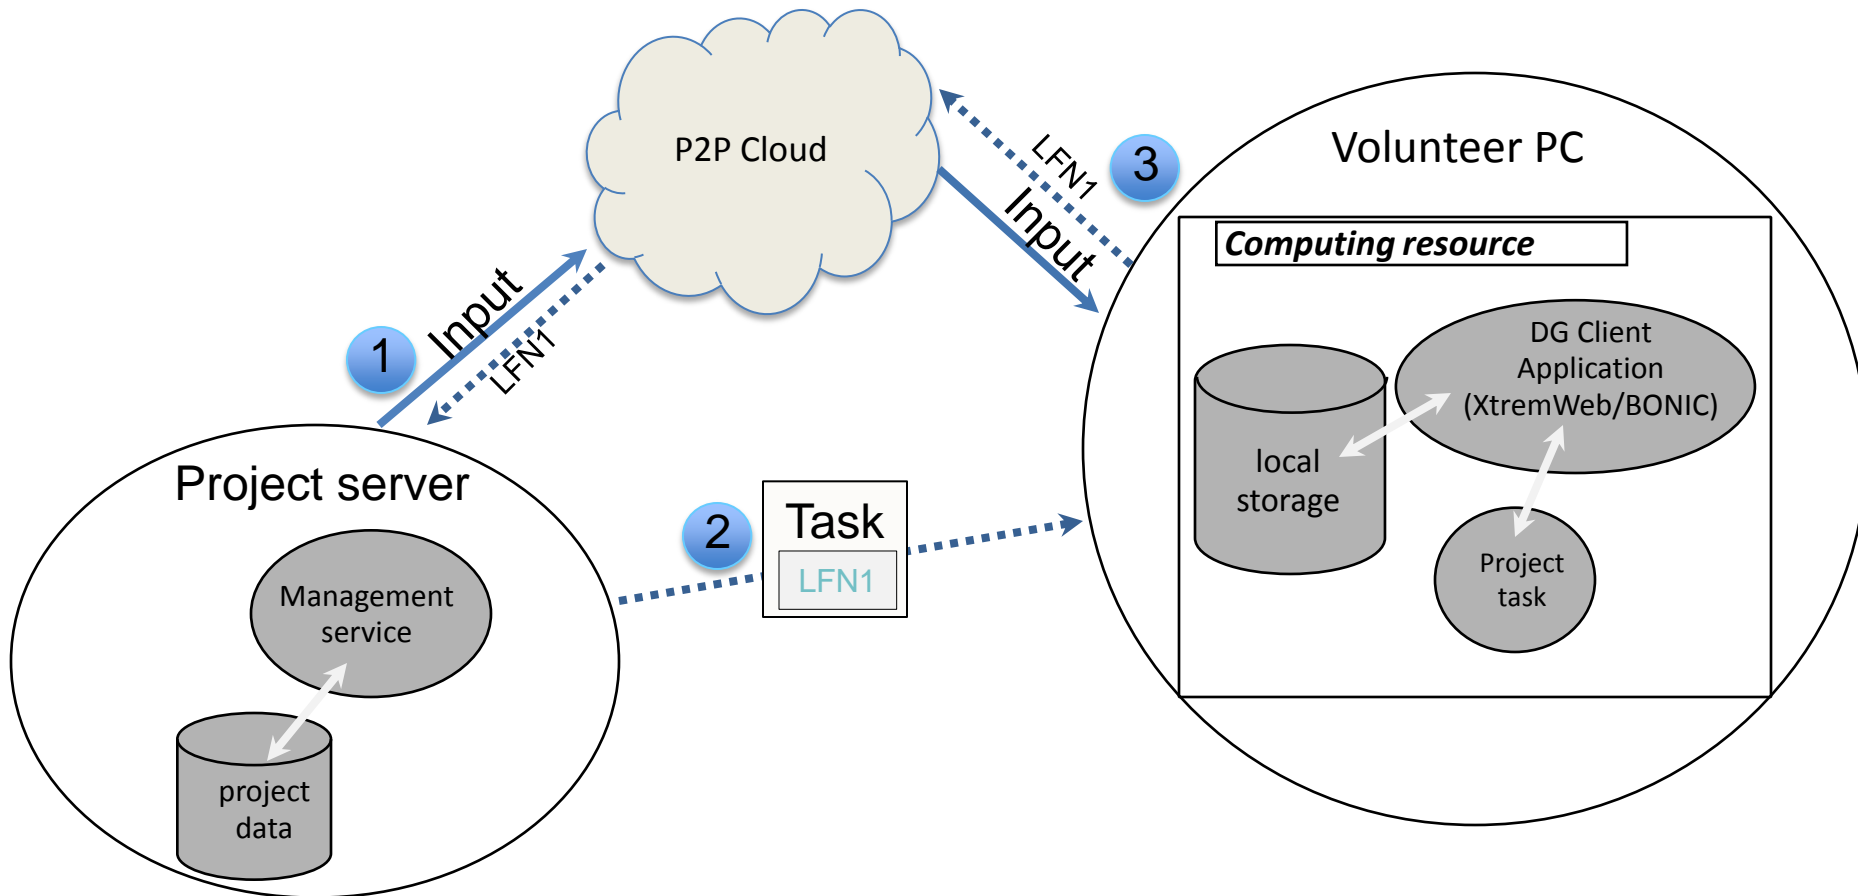 P2P Cloud
LFN1
3
Input
Volunteer PC
Computing resource
1
Input
LFN1
DG Client
Application
(XtremWeb/BONIC)
local
storage
Project
task
Project server
Management
service
project
data
2
Task
LFN1